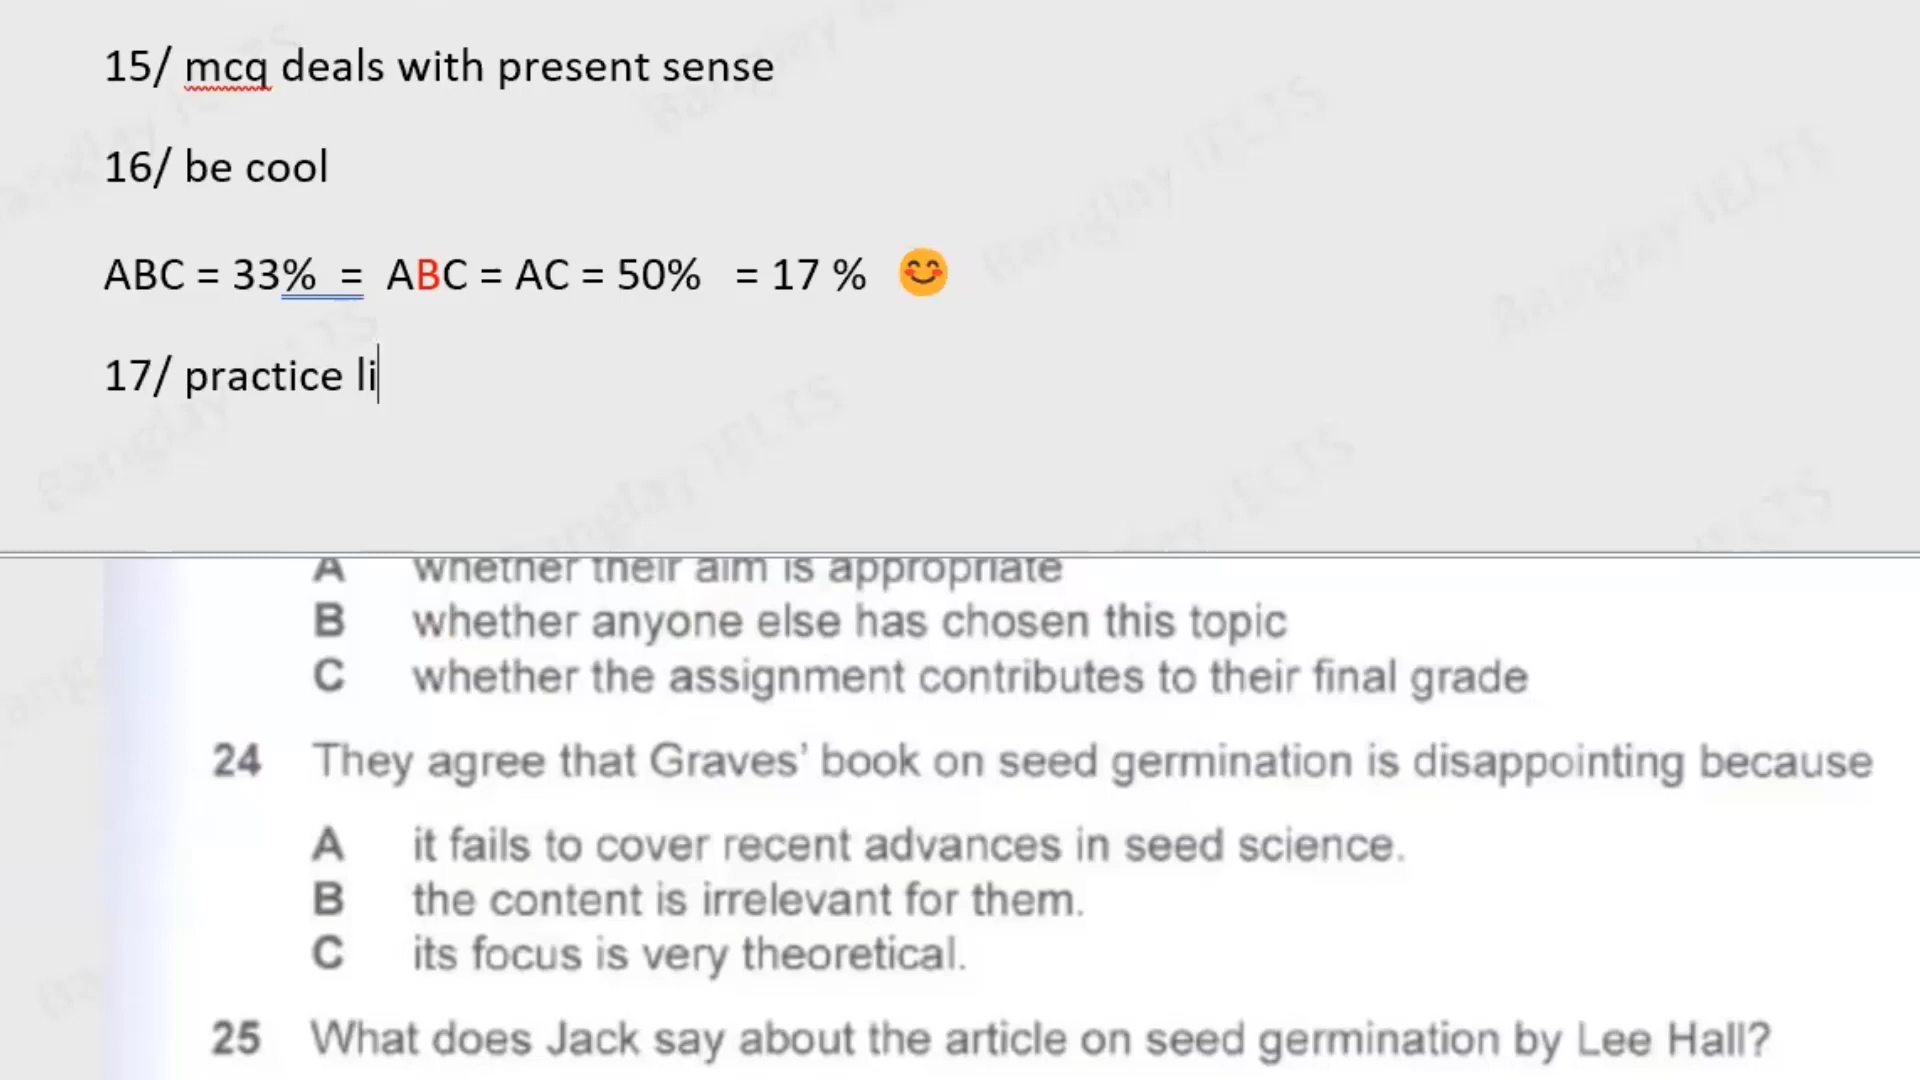 15/ mcq deals with present sense
16/ be cool
ABC = 33% = ABC = AC = 50% = 17 % 😊
17/ practice li
A whether their aim is appropriate
B whether anyone else has chosen this topic
C whether the assignment contributes to their final grade
24 They agree that Graves' book on seed germination is disappointing because
A it fails to cover recent advances in seed science.
B the content is irrelevant for them.
C its focus is very theoretical.
25 What does Jack say about the article on seed germination by Lee Hall?
Banglay IELTS